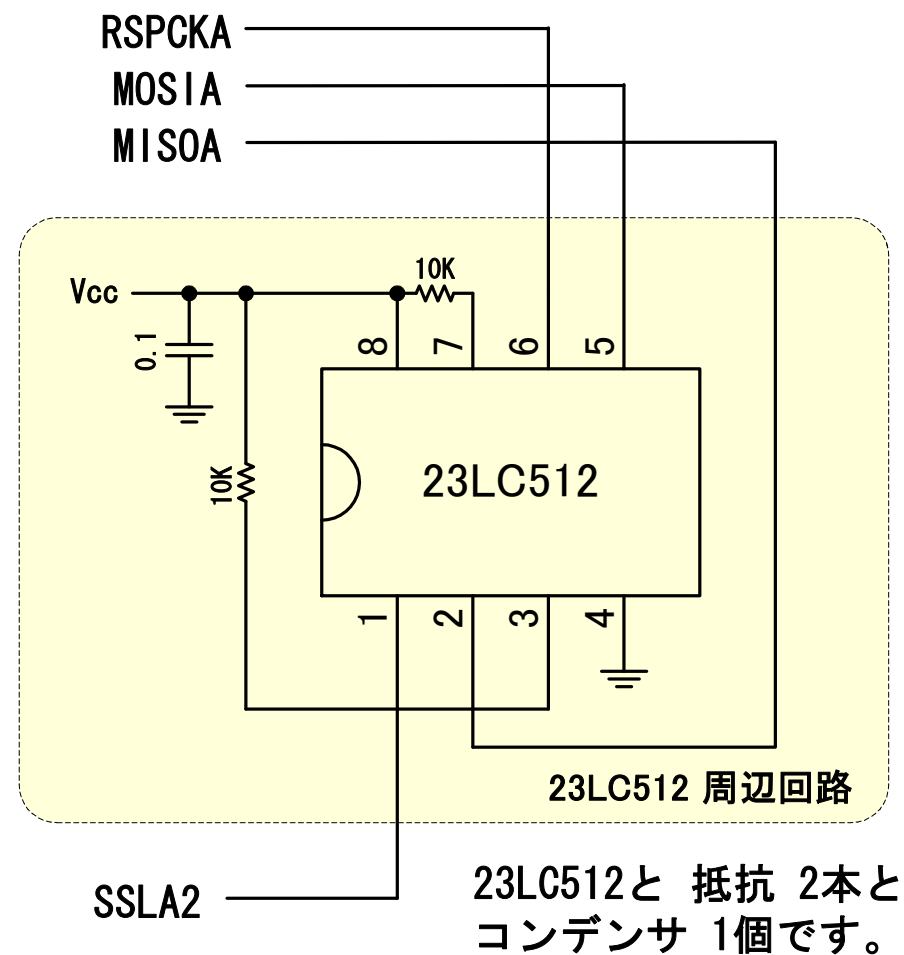 RSPCKA
MOSIA
MISOA
10K
Vcc
0.1
8
7
6
5
10K
23LC512
1
2
3
4
23LC512 周辺回路
SSLA2
23LC512と 抵抗 2本と
コンデンサ 1個です。